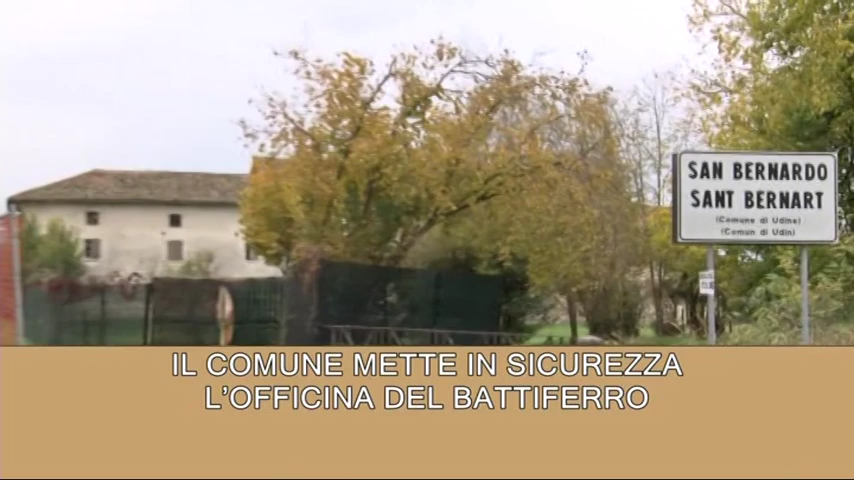 SAN BERNARDO
SANT BERNART
(Comune di Udine)
(Comun di Udin)
IL COMUNE METTE IN SICUREZZA
L'OFFICINA DEL BATTIFERRO